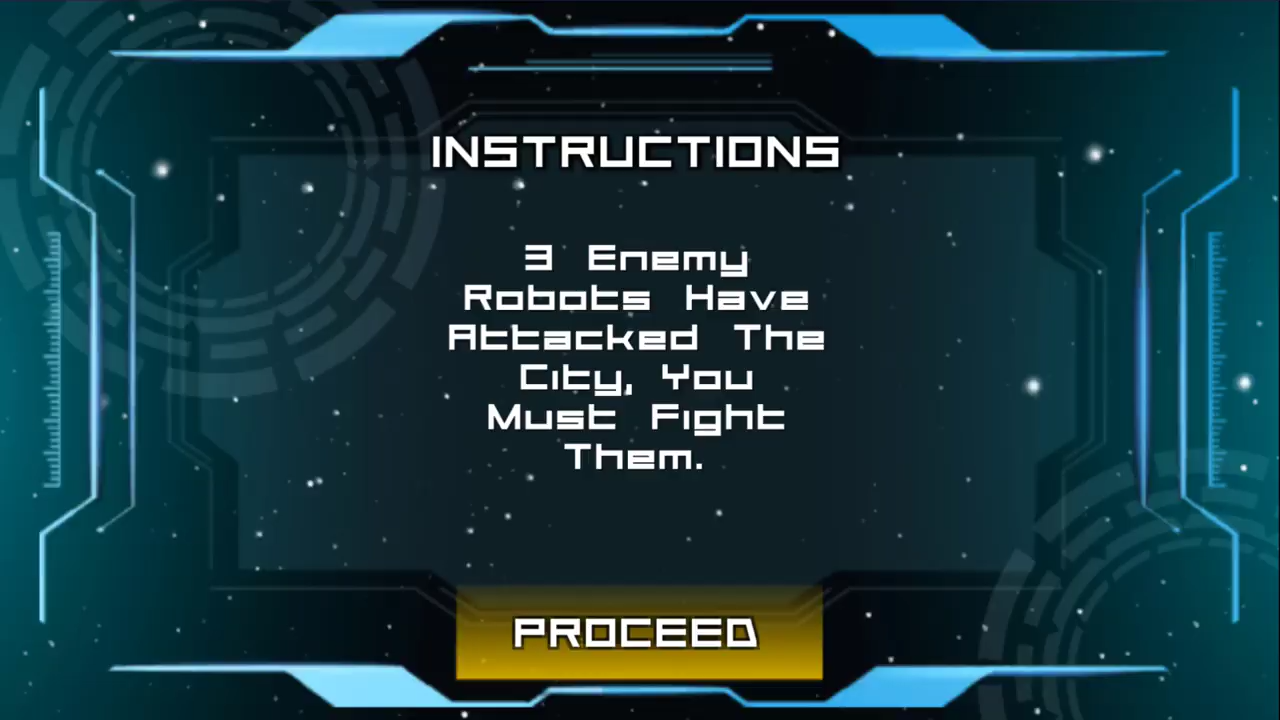 INSTRUCTIONS
3 Enemy
Robots Have
Attacked The
City, You
Must Fight
Them.
PROCEED